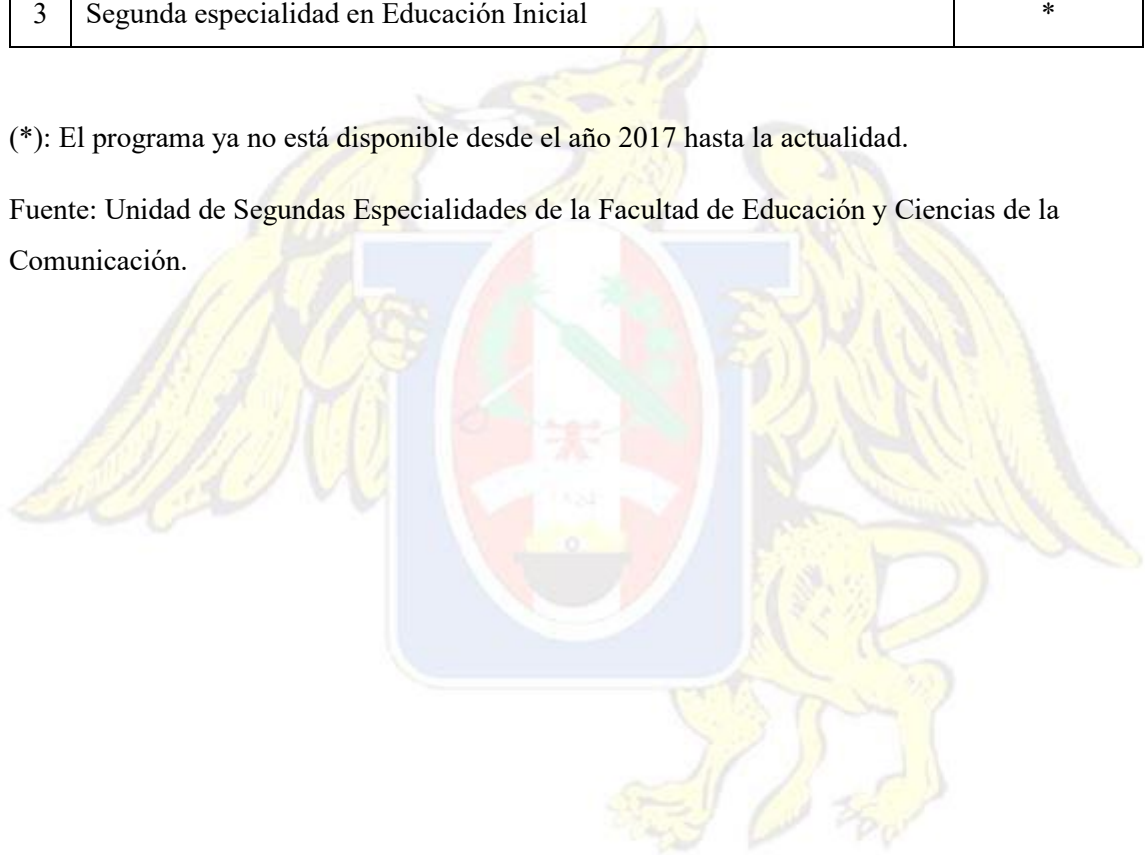 3 Segunda especialidad en Educación Inicial *
(*): El programa ya no está disponible desde el año 2017 hasta la actualidad.
Fuente: Unidad de Segundas Especialidades de la Facultad de Educación y Ciencias de la
Comunicación.